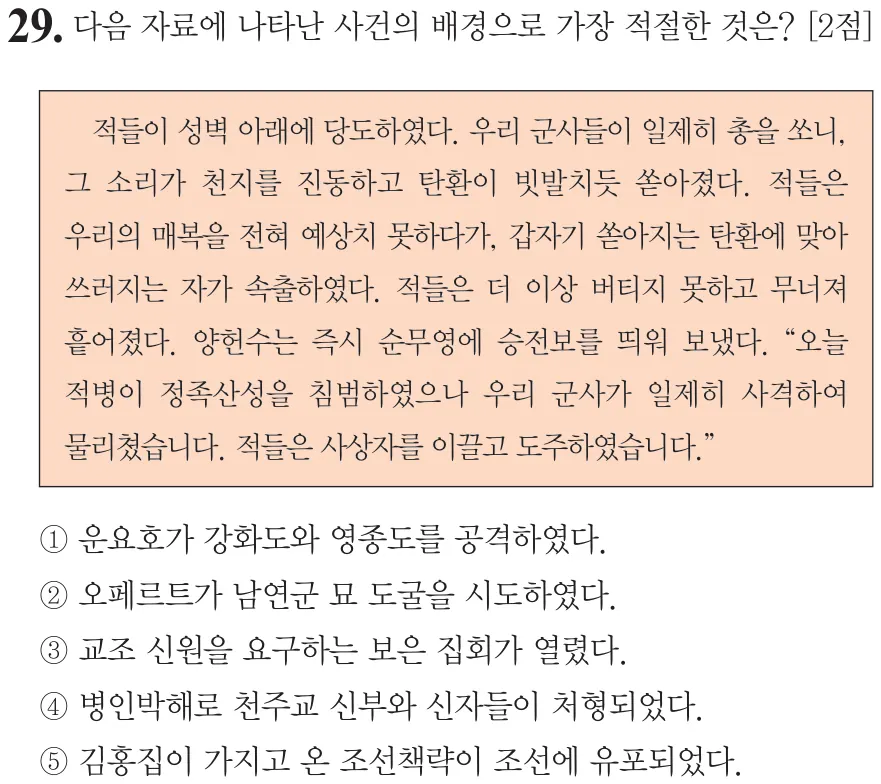 29. 다음 자료에 나타난 사건의 배경으로 가장 적절한 것은? [2점]
적들이 성벽 아래에 당도하였다. 우리 군사들이 일제히 총을 쏘니,
그 소리가 천지를 진동하고 탄환이 빗발치듯 쏟아졌다. 적들은
우리의 매복을 전혀 예상치 못하다가, 갑자기 쏟아지는 탄환에 맞아
쓰러지는 자가 속출하였다. 적들은 더 이상 버티지 못하고 무너져
흩어졌다. 양헌수는 즉시 순무영에 승전보를 띄워 보냈다. “오늘
적병이 정족산성을 침범하였으나 우리 군사가 일제히 사격하여
물리쳤습니다. 적들은 사상자를 이끌고 도주하였습니다.”
① 운요호가 강화도와 영종도를 공격하였다.
② 오페르트가 남연군 묘 도굴을 시도하였다.
③ 교조 신원을 요구하는 보은 집회가 열렸다.
④ 병인박해로 천주교 신부와 신자들이 처형되었다.
⑤ 김홍집이 가지고 온 조선책략이 조선에 유포되었다.